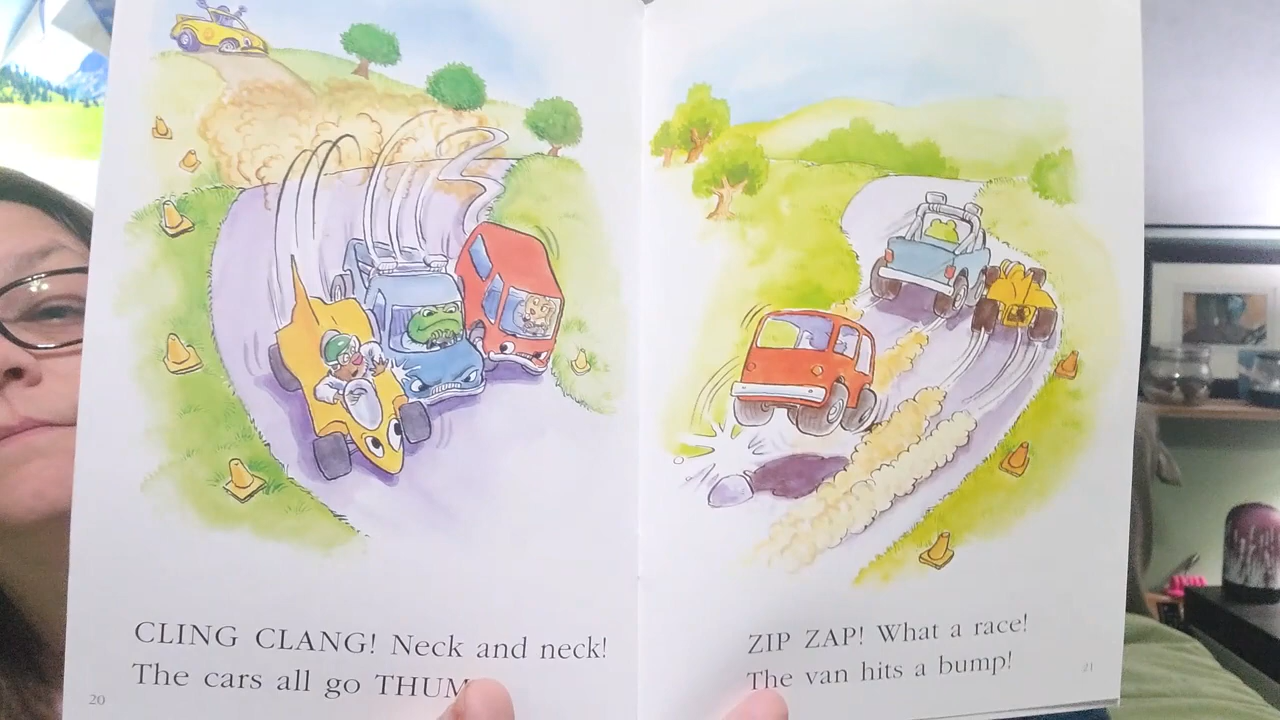 CLING CLANG! Neck and neck!
The cars all go
20
ZIP ZAP! What a race!
The van hits a bump!
21